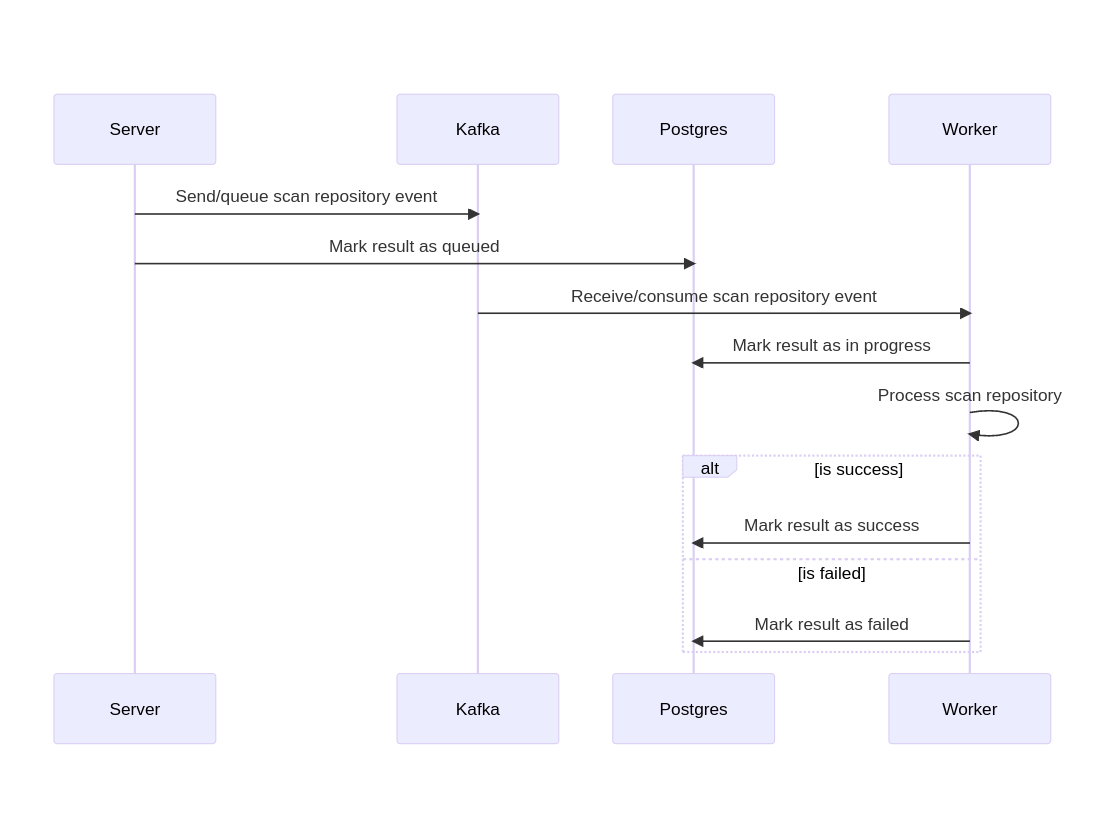 Server
Kafka
Postgres
Worker
Send/queue scan repository event
Mark result as queued
Receive/consume scan repository event
Mark result as in progress
Process scan repository
alt
[is success]
Mark result as success
[is failed]
Mark result as failed
Server
Kafka
Postgres
Worker